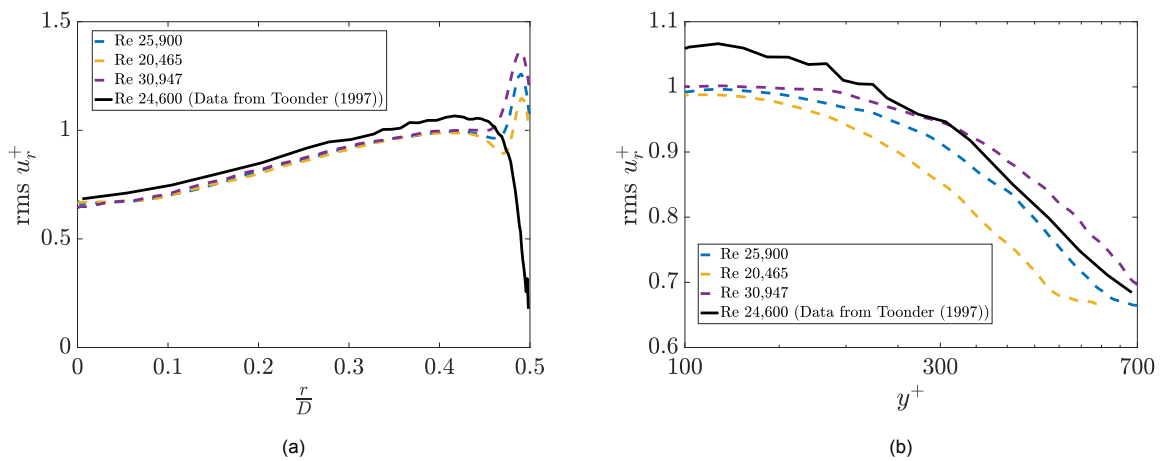 1.5
1
0.5
0
rms u_r^+
Re 25,900
Re 20,465
Re 30,947
Re 24,600 (Data from Toonder (1997))
0 0.1 0.2 0.3 0.4 0.5
r/D
(a)
1.1
1
0.9
0.8
0.7
0.6
rms u_r^+
Re 25,900
Re 20,465
Re 30,947
Re 24,600 (Data from Toonder (1997))
100 300 700
y^+
(b)